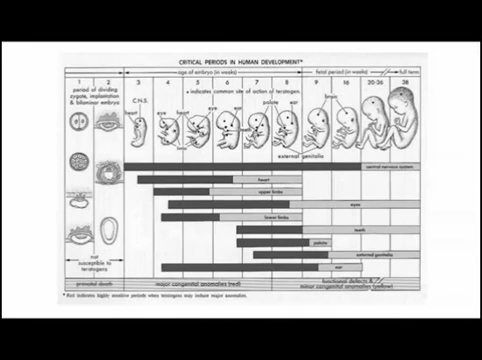 CRITICAL PERIODS IN HUMAN DEVELOPMENT*
age of embryo (in weeks) fetal period (in weeks) full term
1 2 3 4 5 6 7 8 9 16 20-36 38
period of dividing zygote, implantation & bilaminar embryo
• indicates common site of action of teratogen
C.N.S.
heart
eye heart
eye
ear
palate ear
brain
external genitalia
central nervous system
heart
upper limbs
eyes
lower limbs
teeth
palate
external genitalia
ear
not susceptible to teratogens
prenatal death
major congenital anomalies (red)
functional defects & minor congenital anomalies (yellow)
* Red indicates highly sensitive periods when teratogens may induce major anomalies.